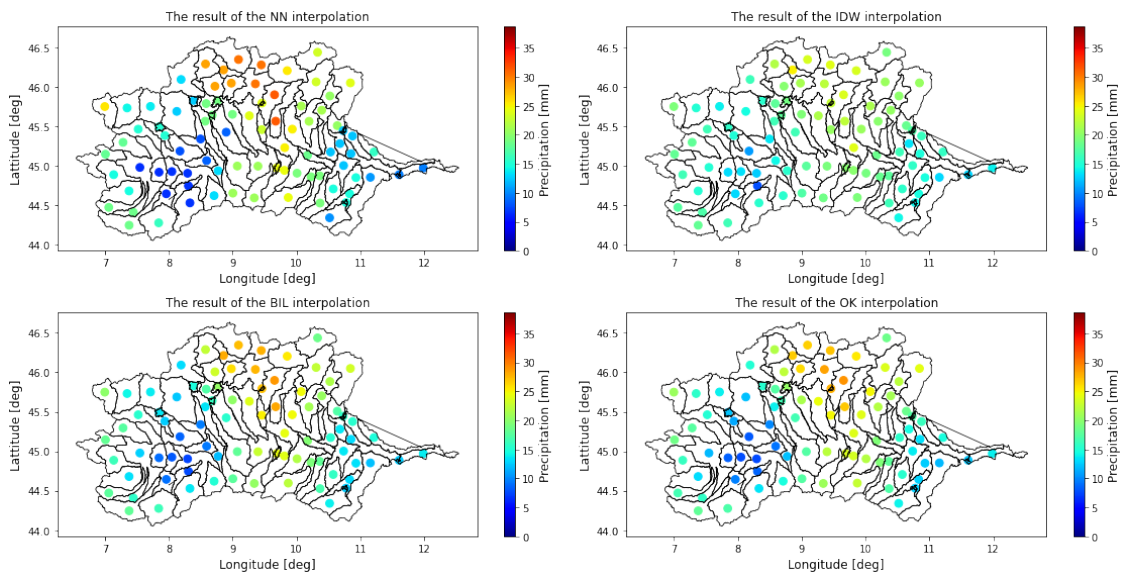 The result of the NN interpolation
The result of the IDW interpolation
46.5
46.0
45.5
45.0
44.5
44.0
Lattitude [deg]
7 8 9 10 11 12
Longitude [deg]
35
30
25
20
15
10
5
0
Precipitation [mm]
46.5
46.0
45.5
45.0
44.5
44.0
Lattitude [deg]
7 8 9 10 11 12
Longitude [deg]
35
30
25
20
15
10
5
0
Precipitation [mm]
The result of the BIL interpolation
The result of the OK interpolation
46.5
46.0
45.5
45.0
44.5
44.0
Lattitude [deg]
7 8 9 10 11 12
Longitude [deg]
35
30
25
20
15
10
5
0
Precipitation [mm]
46.5
46.0
45.5
45.0
44.5
44.0
Lattitude [deg]
7 8 9 10 11 12
Longitude [deg]
35
30
25
20
15
10
5
0
Precipitation [mm]